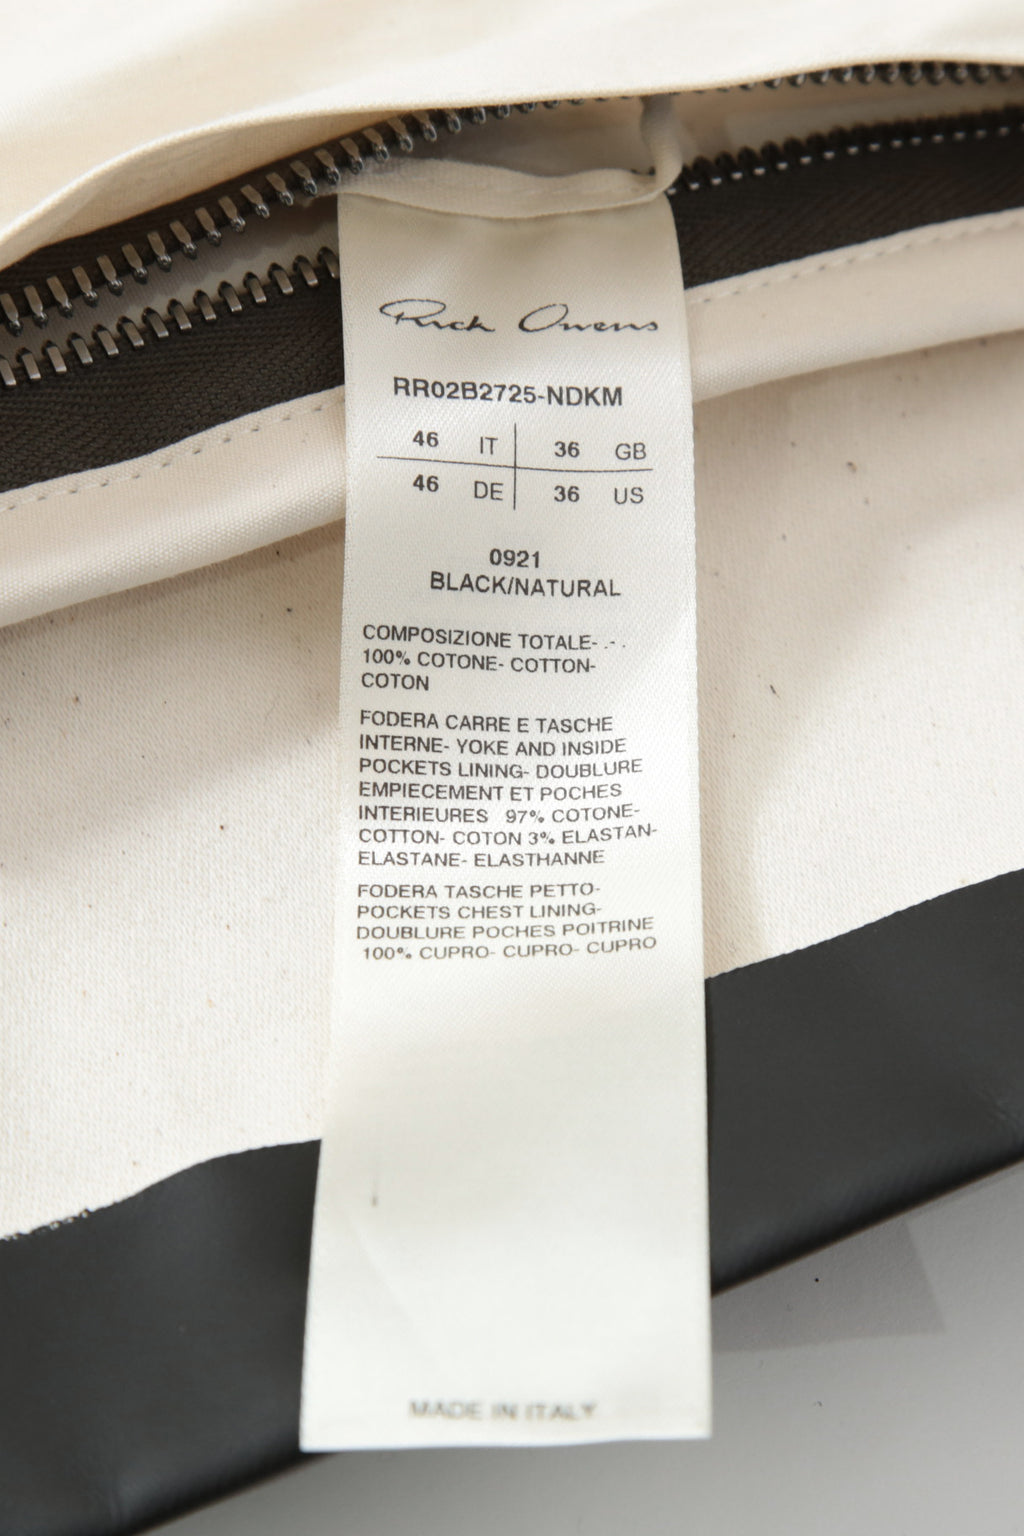 Rick Owens
RR02B2725-NDKM
46 IT 36 GB
46 DE 36 US
0921
BLACK/NATURAL
COMPOSIZIONE TOTALE- .- .
100% COTONE- COTTON-
COTON
FODERA CARRE E TASCHE
INTERNE- YOKE AND INSIDE
POCKETS LINING- DOUBLURE
EMPIECEMENT ET POCHES
INTERIEURES 97% COTONE-
COTTON- COTON 3% ELASTAN-
ELASTANE- ELASTHANNE
FODERA TASCHE PETTO-
POCKETS CHEST LINING-
DOUBLURE POCHES POITRINE
100% CUPRO- CUPRO- CUPRO
MADE IN ITALY